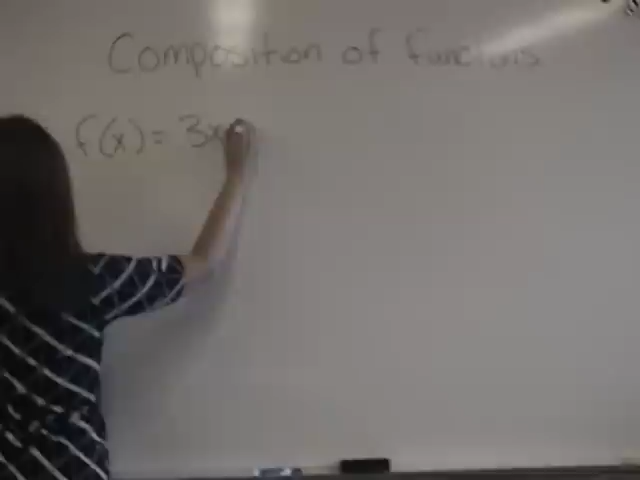 Composition of functions
f(x) = 3x